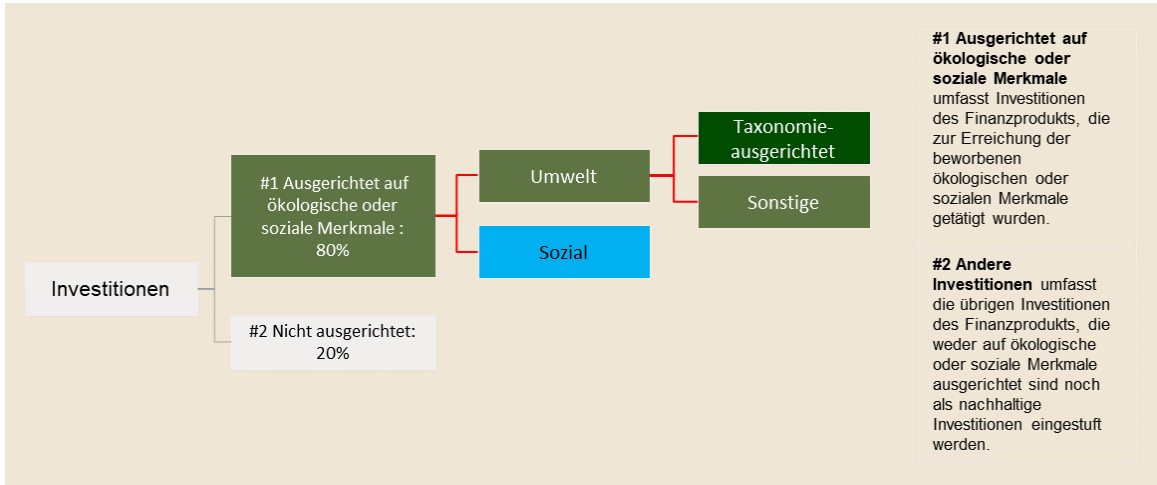 Investitionen
#1 Ausgerichtet auf
ökologische oder
soziale Merkmale :
80%
#2 Nicht ausgerichtet:
20%
Umwelt
Sozial
Taxonomie-
ausgerichtet
Sonstige
#1 Ausgerichtet auf
ökologische oder
soziale Merkmale
umfasst Investitionen
des Finanzprodukts, die
zur Erreichung der
beworbenen
ökologischen oder
sozialen Merkmale
getätigt wurden.
#2 Andere
Investitionen umfasst
die übrigen Investitionen
des Finanzprodukts, die
weder auf ökologische
oder soziale Merkmale
ausgerichtet sind noch
als nachhaltige
Investitionen eingestuft
werden.